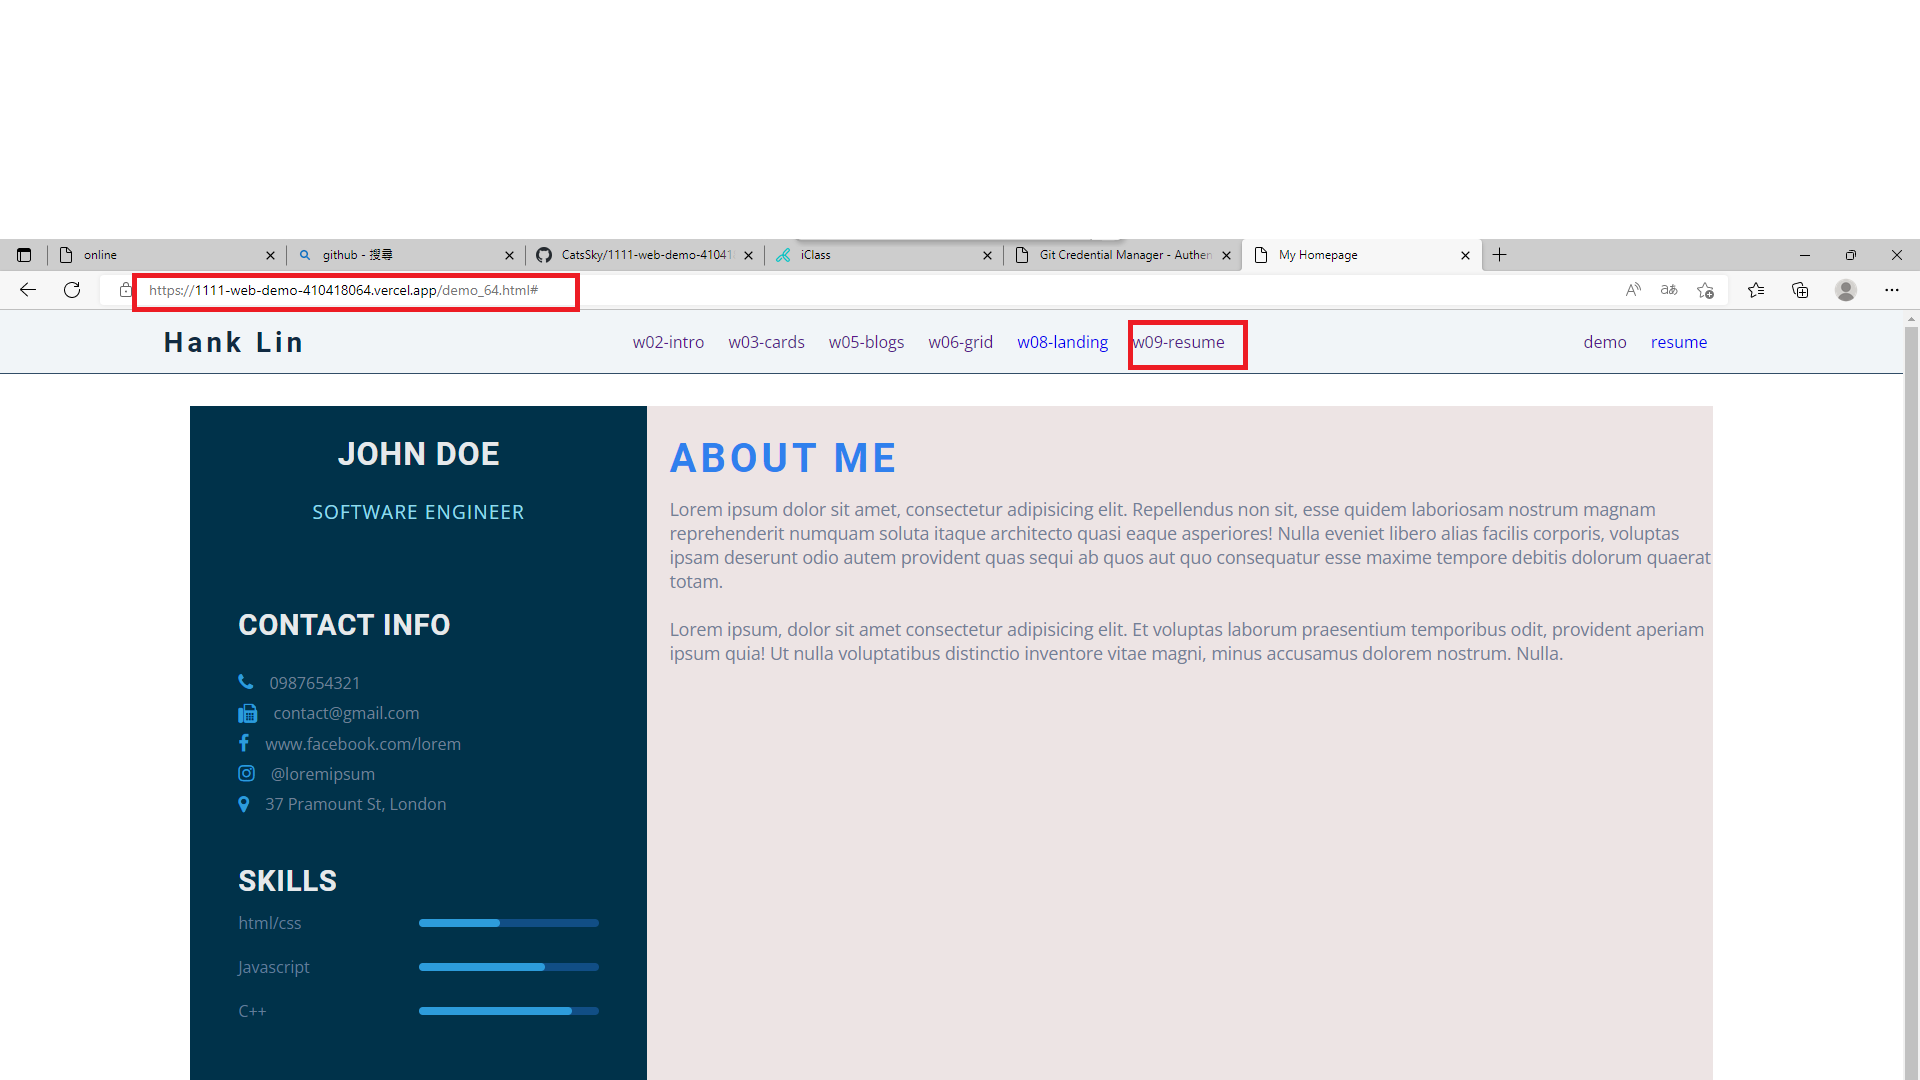 online
github - 搜尋
CatsSky/1111-web-demo-41041
iClass
Git Credential Manager - Authen
My Homepage
https://1111-web-demo-410418064.vercel.app/demo_64.html#
Hank Lin
w02-intro
w03-cards
w05-blogs
w06-grid
w08-landing
w09-resume
demo
resume
JOHN DOE
SOFTWARE ENGINEER
CONTACT INFO
0987654321
contact@gmail.com
www.facebook.com/lorem
@loremipsum
37 Pramount St, London
SKILLS
html/css
Javascript
C++
ABOUT ME
Lorem ipsum dolor sit amet, consectetur adipisicing elit. Repellendus non sit, esse quidem laboriosam nostrum magnam
reprehenderit numquam soluta itaque architecto quasi eaque asperiores! Nulla eveniet libero alias facilis corporis, voluptas
ipsam deserunt odio autem provident quas sequi ab quos aut quo consequatur esse maxime tempore debitis dolorum quaerat
totam.
Lorem ipsum, dolor sit amet consectetur adipisicing elit. Et voluptas laborum praesentium temporibus odit, provident aperiam
ipsum quia! Ut nulla voluptatibus distinctio inventore vitae magni, minus accusamus dolorem nostrum. Nulla.